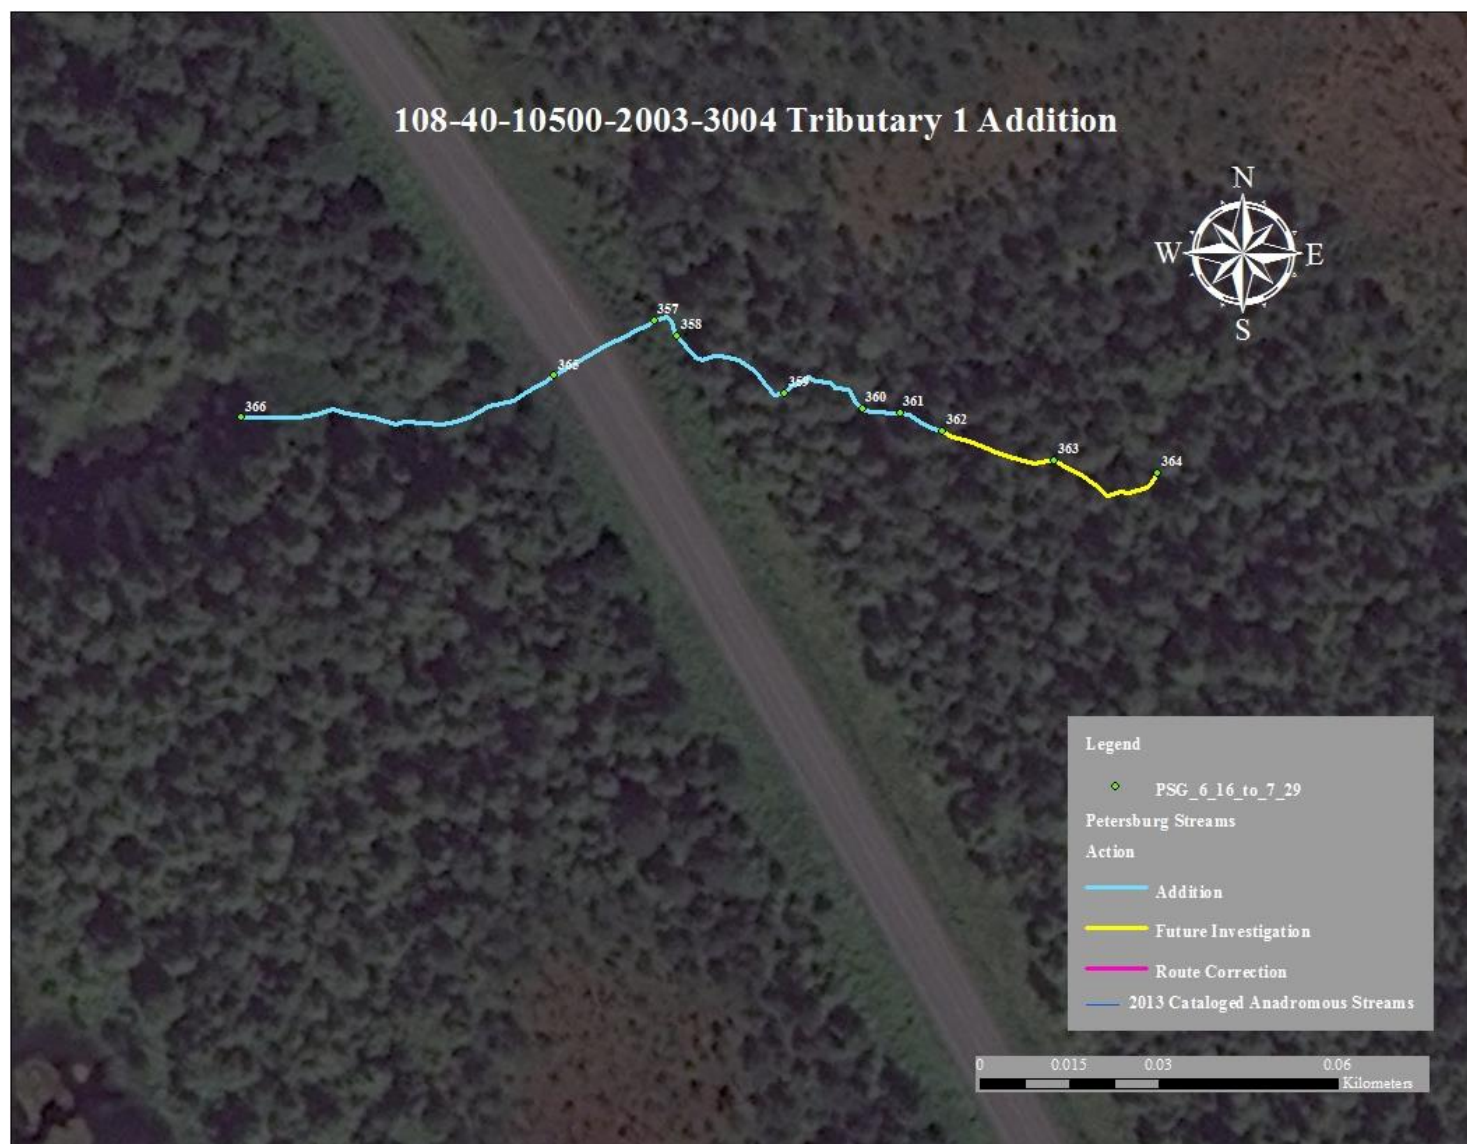 108-40-10500-2003-3004 Tributary 1 Addition
N
W E
S
357
358
365
359
366
360
361
362
363
364
Legend
PSG_6_16_to_7_29
Petersburg Streams
Action
Addition
Future Investigation
Route Correction
2013 Cataloged Anadromous Streams
0 0.015 0.03 0.06
Kilometers